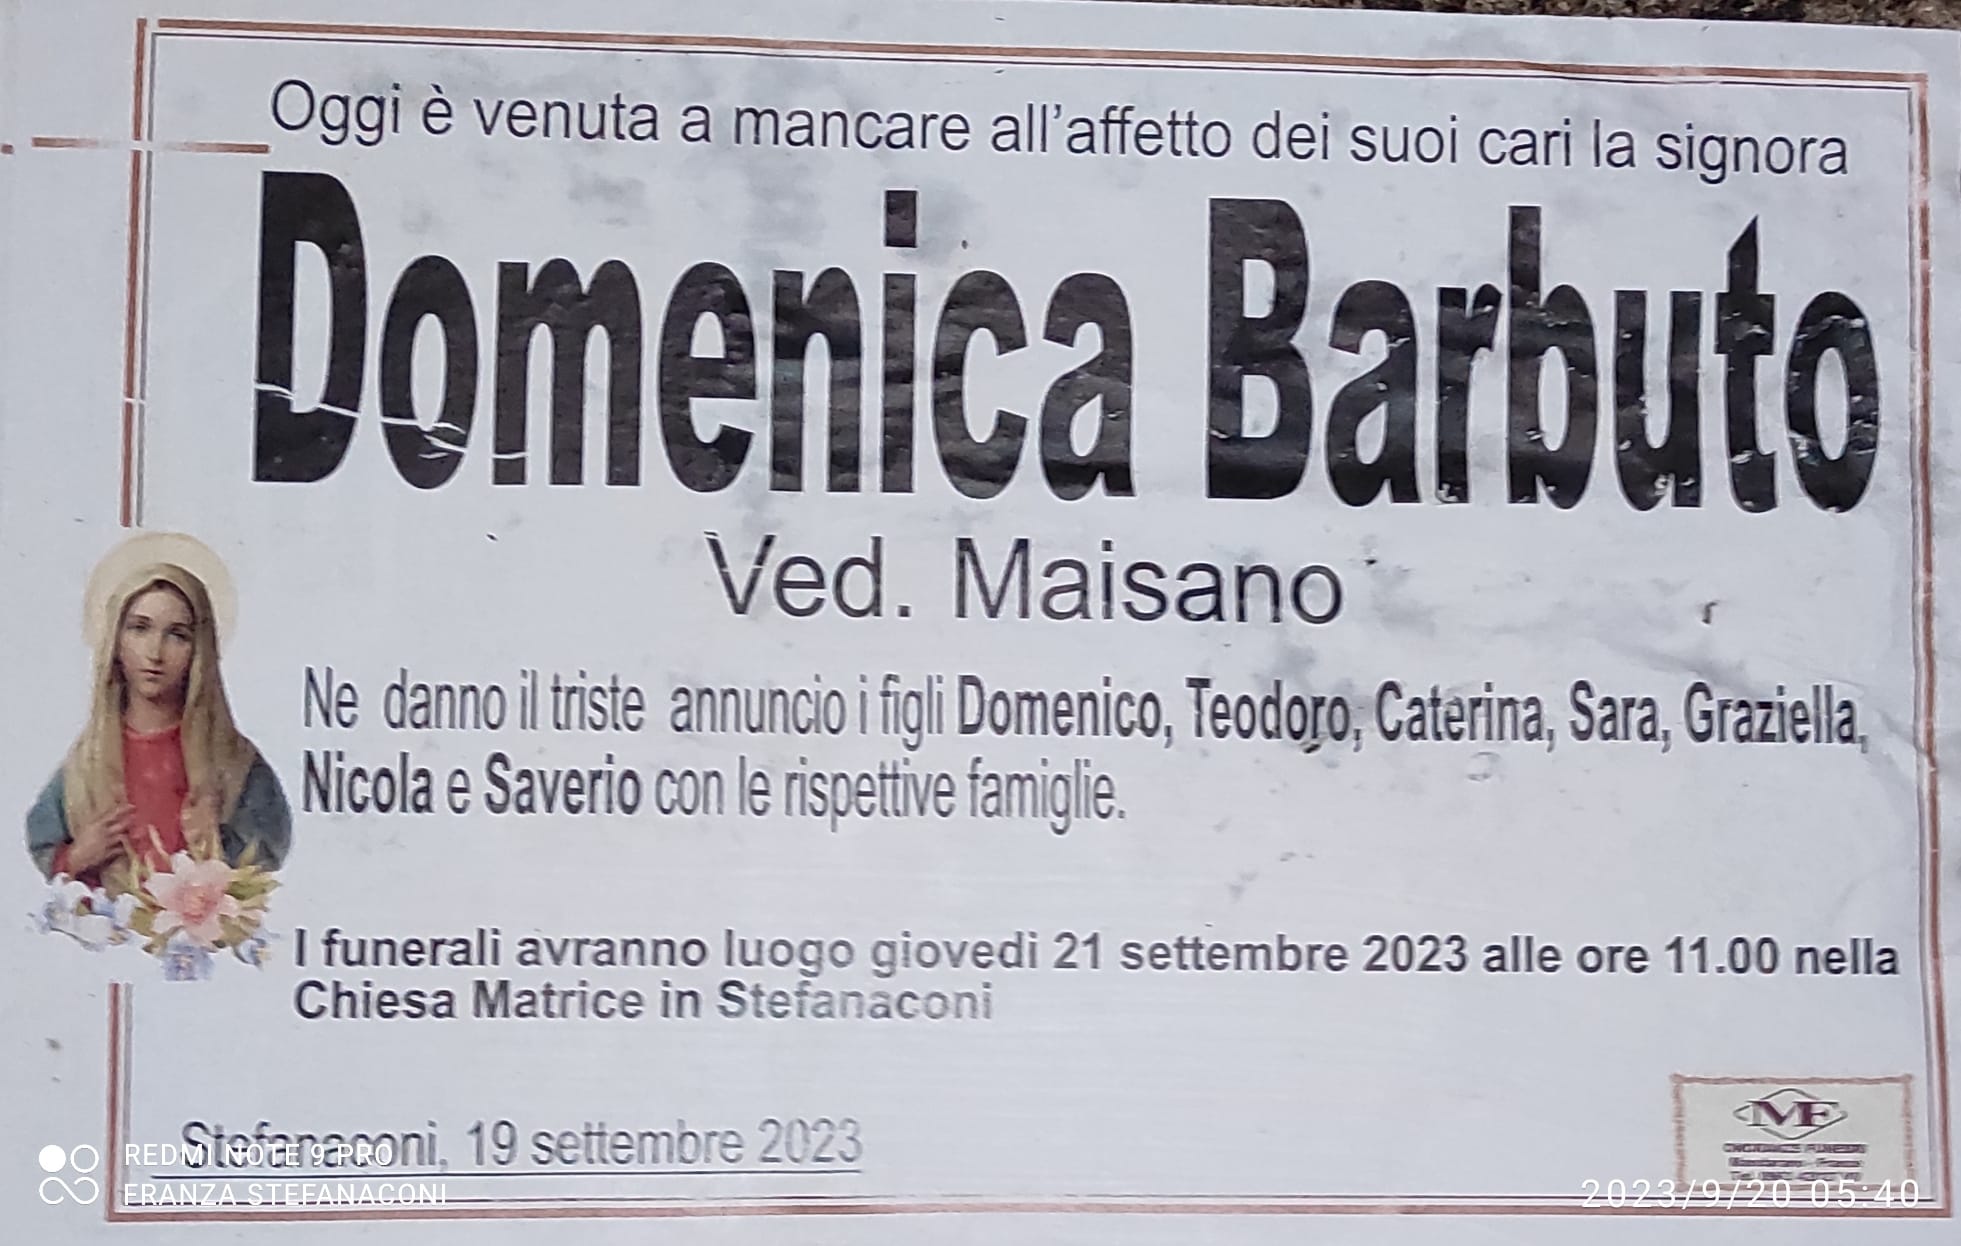 Oggi è venuta a mancare all'affetto dei suoi cari la signora
Domenica Barbuto
Ved. Maisano
Ne danno il triste annuncio i figli Domenico, Teodoro, Caterina, Sara, Graziella,
Nicola e Saverio con le rispettive famiglie.
I funerali avranno luogo giovedi 21 settembre 2023 alle ore 11.00 nella
Chiesa Matrice in Stefanaconi
Stefanaconi, 19 settembre 2023
MF
REDMI NOTE 9 PRO
FRANZA STEFANACONI
2023/9/20 05:40